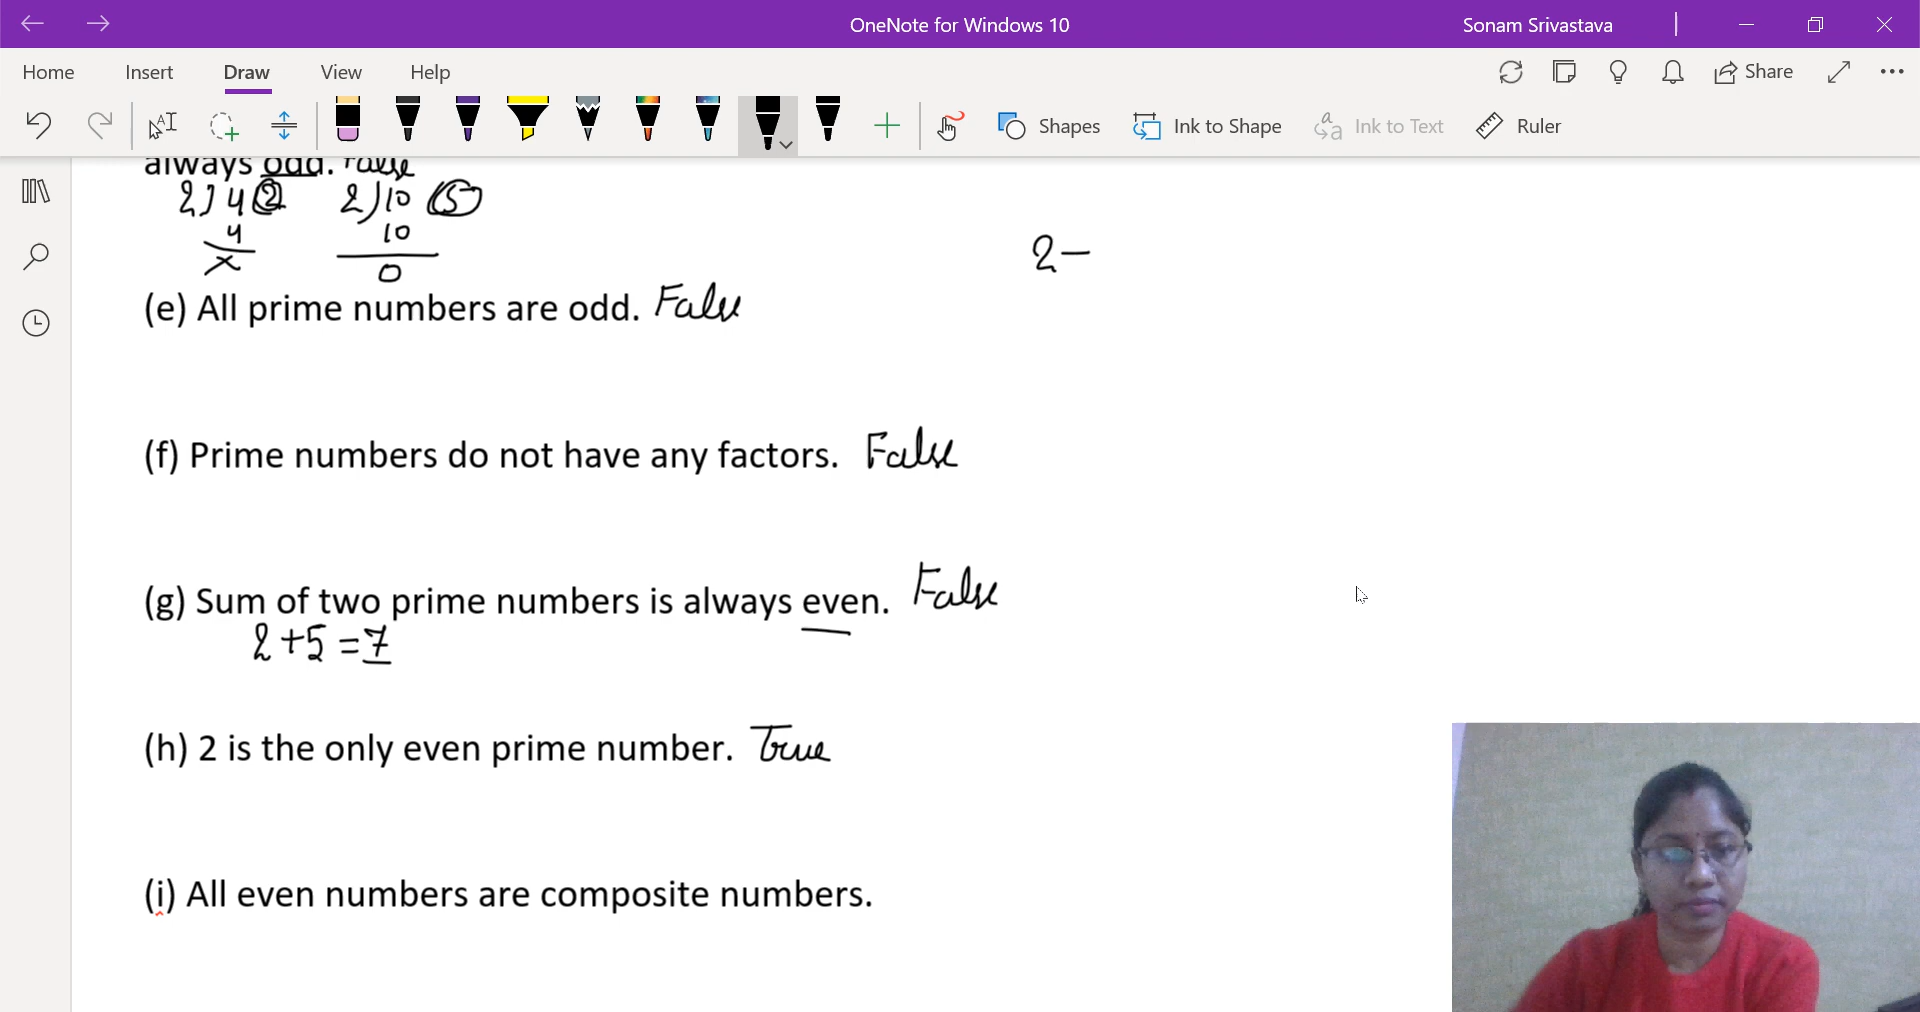 OneNote for Windows 10
Sonam Srivastava
Home Insert Draw View Help
Share
Shapes Ink to Shape Ink to Text Ruler
always odd. False
2)4(2 2)10(5
4 10
x 0
2-
(e) All prime numbers are odd. False
(f) Prime numbers do not have any factors. False
(g) Sum of two prime numbers is always even. False
2+5=7
(h) 2 is the only even prime number. True
(i) All even numbers are composite numbers.